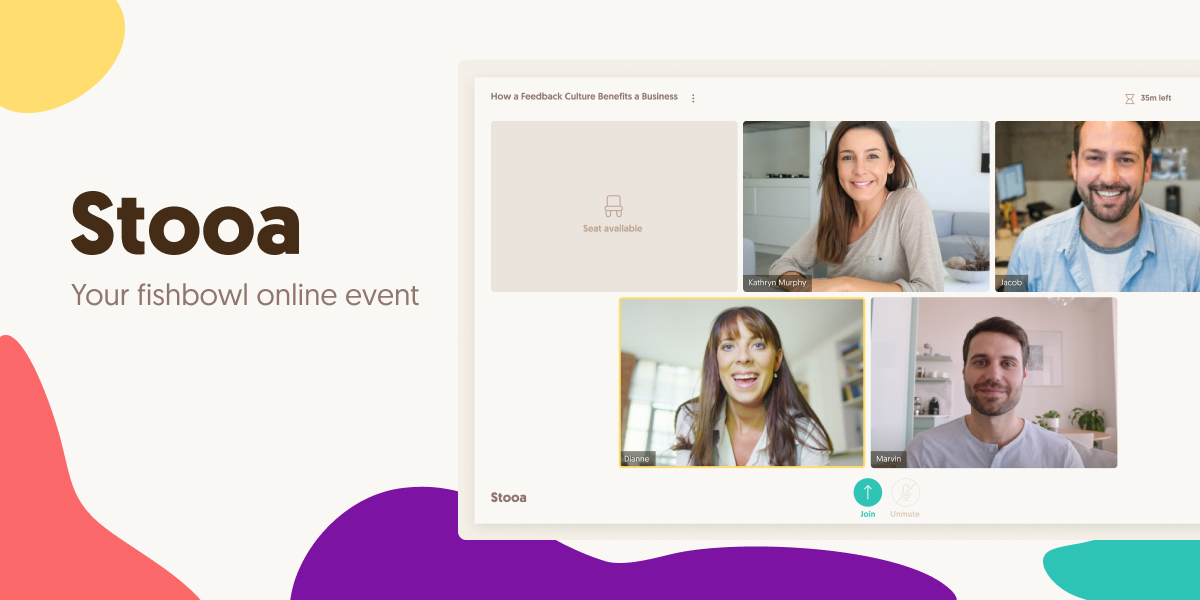 Stooa
Your fishbowl online event
How a Feedback Culture Benefits a Business
35m left
Seat available
Kathryn Murphy
Jacob
Dianne
Marvin
Stooa
Join
Unmute